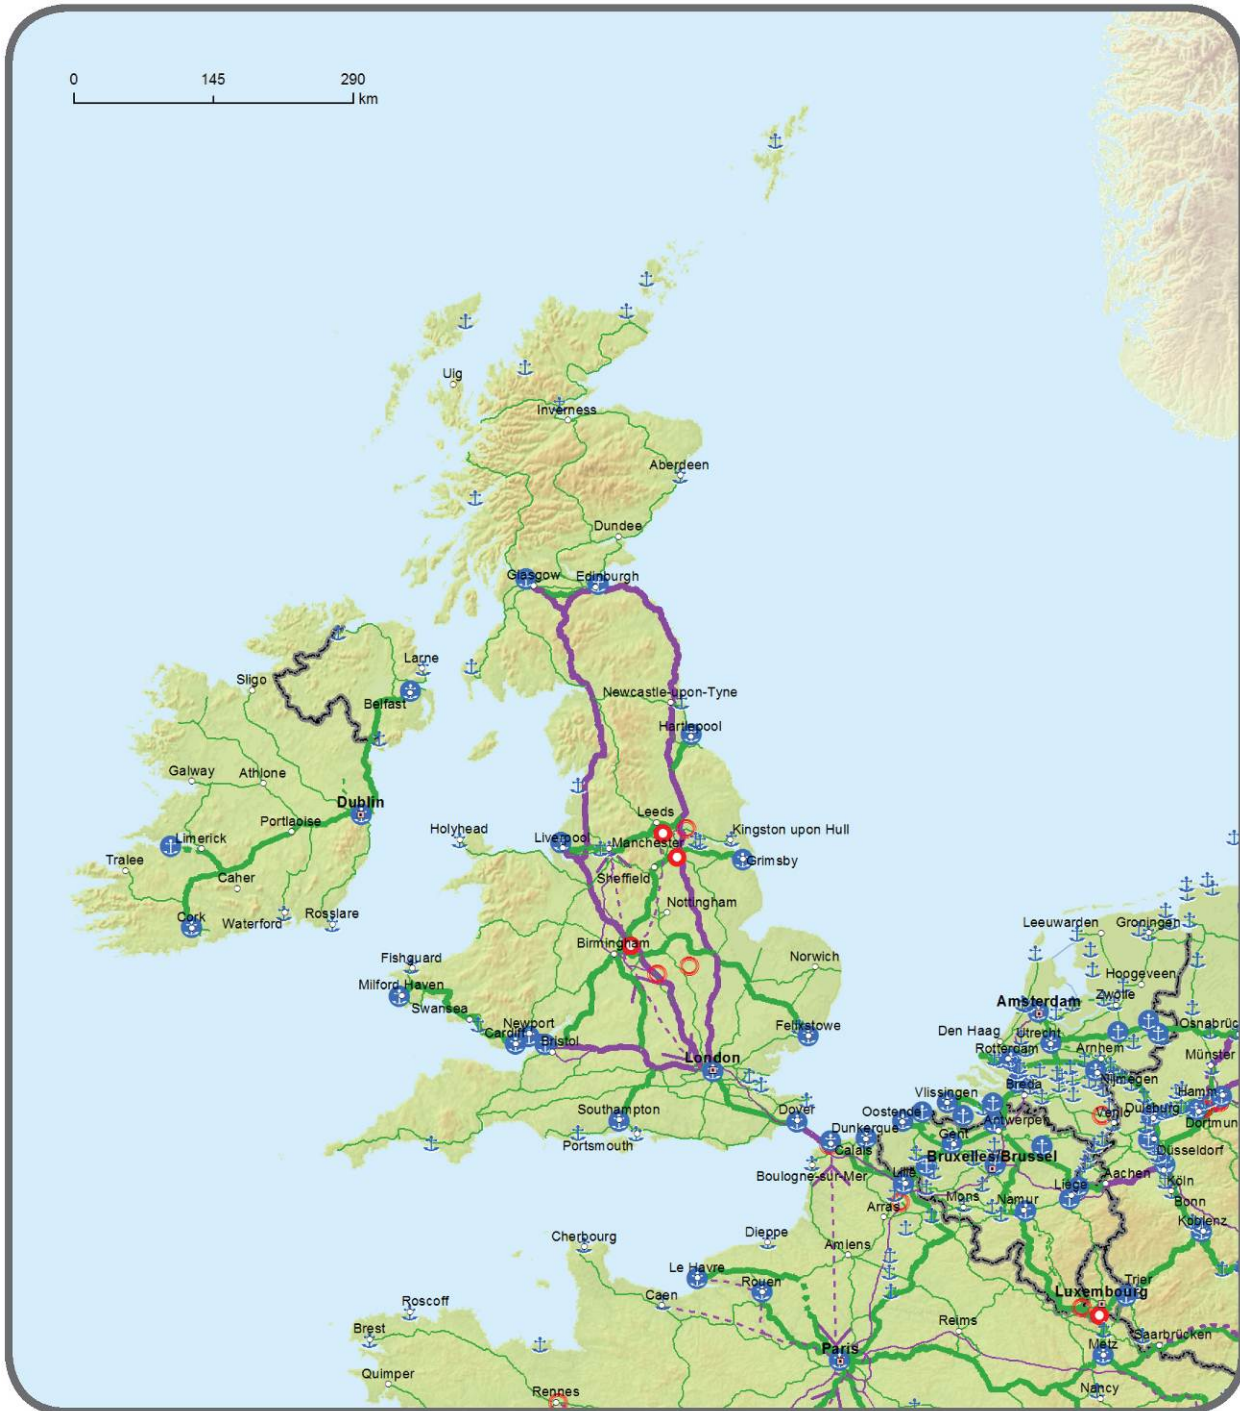 0 145 290
km
Uig
Inverness
Aberdeen
Dundee
Glasgow Edinburgh
Larne
Sligo
Belfast
Newcastle-upon-Tyne
Hartlepool
Galway Athlone
Dublin
Portlaoise
Limerick
Tralee
Caher
Cork
Waterford Rosslare
Holyhead
Leeds
Liverpool
Manchester
Kingston upon Hull
Grimsby
Sheffield
Nottingham
Birmingham
Norwich
Fishguard
Milford Haven
Swansea
Cardiff
Newport
Bristol
Felixstowe
London
Southampton
Portsmouth
Dover
Leeuwarden Groningen
Hoogeveen
Zwolle
Amsterdam
Den Haag Utrecht
Osnabrüc
Rotterdam
Arnhem
Münster
Nijmegen
Breda
Vlissingen
Hamm
Oostende
Venlo Duisburg
Dortmun
Dunkerque
Gent
Antwerpen
Calais
Bruxelles/Brussel
Düsseldorf
Boulogne-sur-Mer
Lille
Liege
Aachen
Köln
Mons
Namur
Bonn
Arras
Koblenz
Cherbourg
Dieppe
Amiens
Le Havre
Rouen
Trier
Luxembourg
Caen
Roscoff
Reims
Saarbrücken
Brest
Paris
Metz
Quimper
Rennes
Nancy